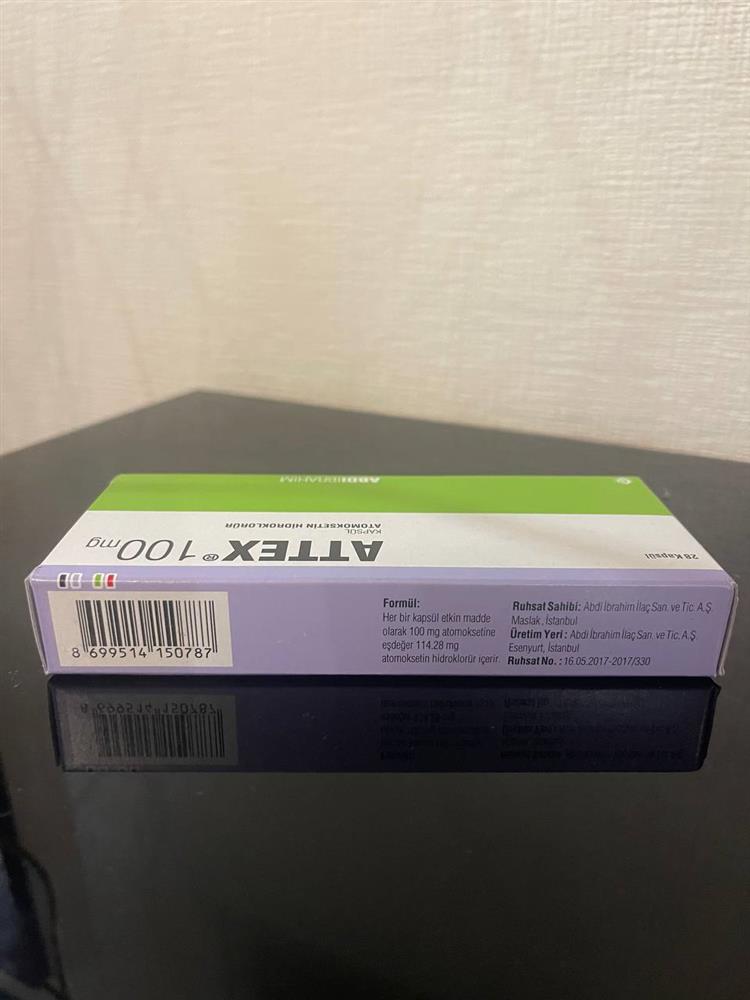 ABDİİBRAHİM
28 Kapsül
ATTEX® 100mg
KAPSÜL
ATOMOKSETİN HİDROKLORÜR
8 699514 150787
Formül:
Her bir kapsül etkin madde
olarak 100 mg atomoksetine
eşdeğer 114.28 mg
atomoksetin hidroklorür içerir.
Ruhsat Sahibi: Abdi İbrahim İlaç San. ve Tic. A.Ş.
Maslak, İstanbul
Üretim Yeri : Abdi İbrahim İlaç San. ve Tic. A.Ş.
Esenyurt, İstanbul
Ruhsat No. : 16.05.2017-2017/330